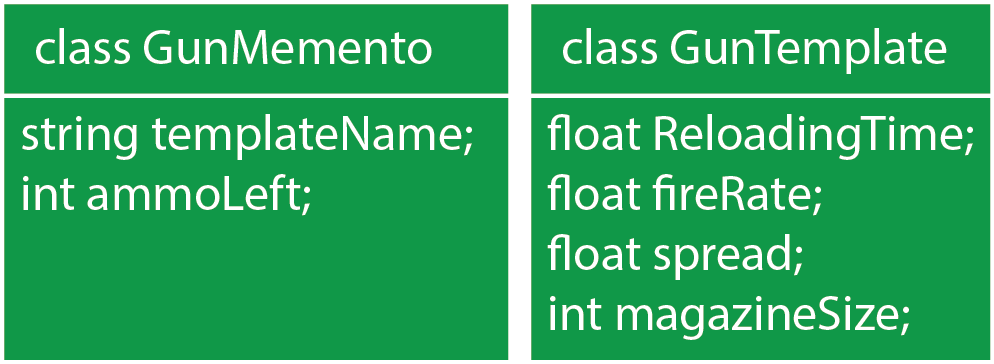 class GunMemento
string templateName;
int ammoLeft;
class GunTemplate
float ReloadingTime;
float fireRate;
float spread;
int magazineSize;